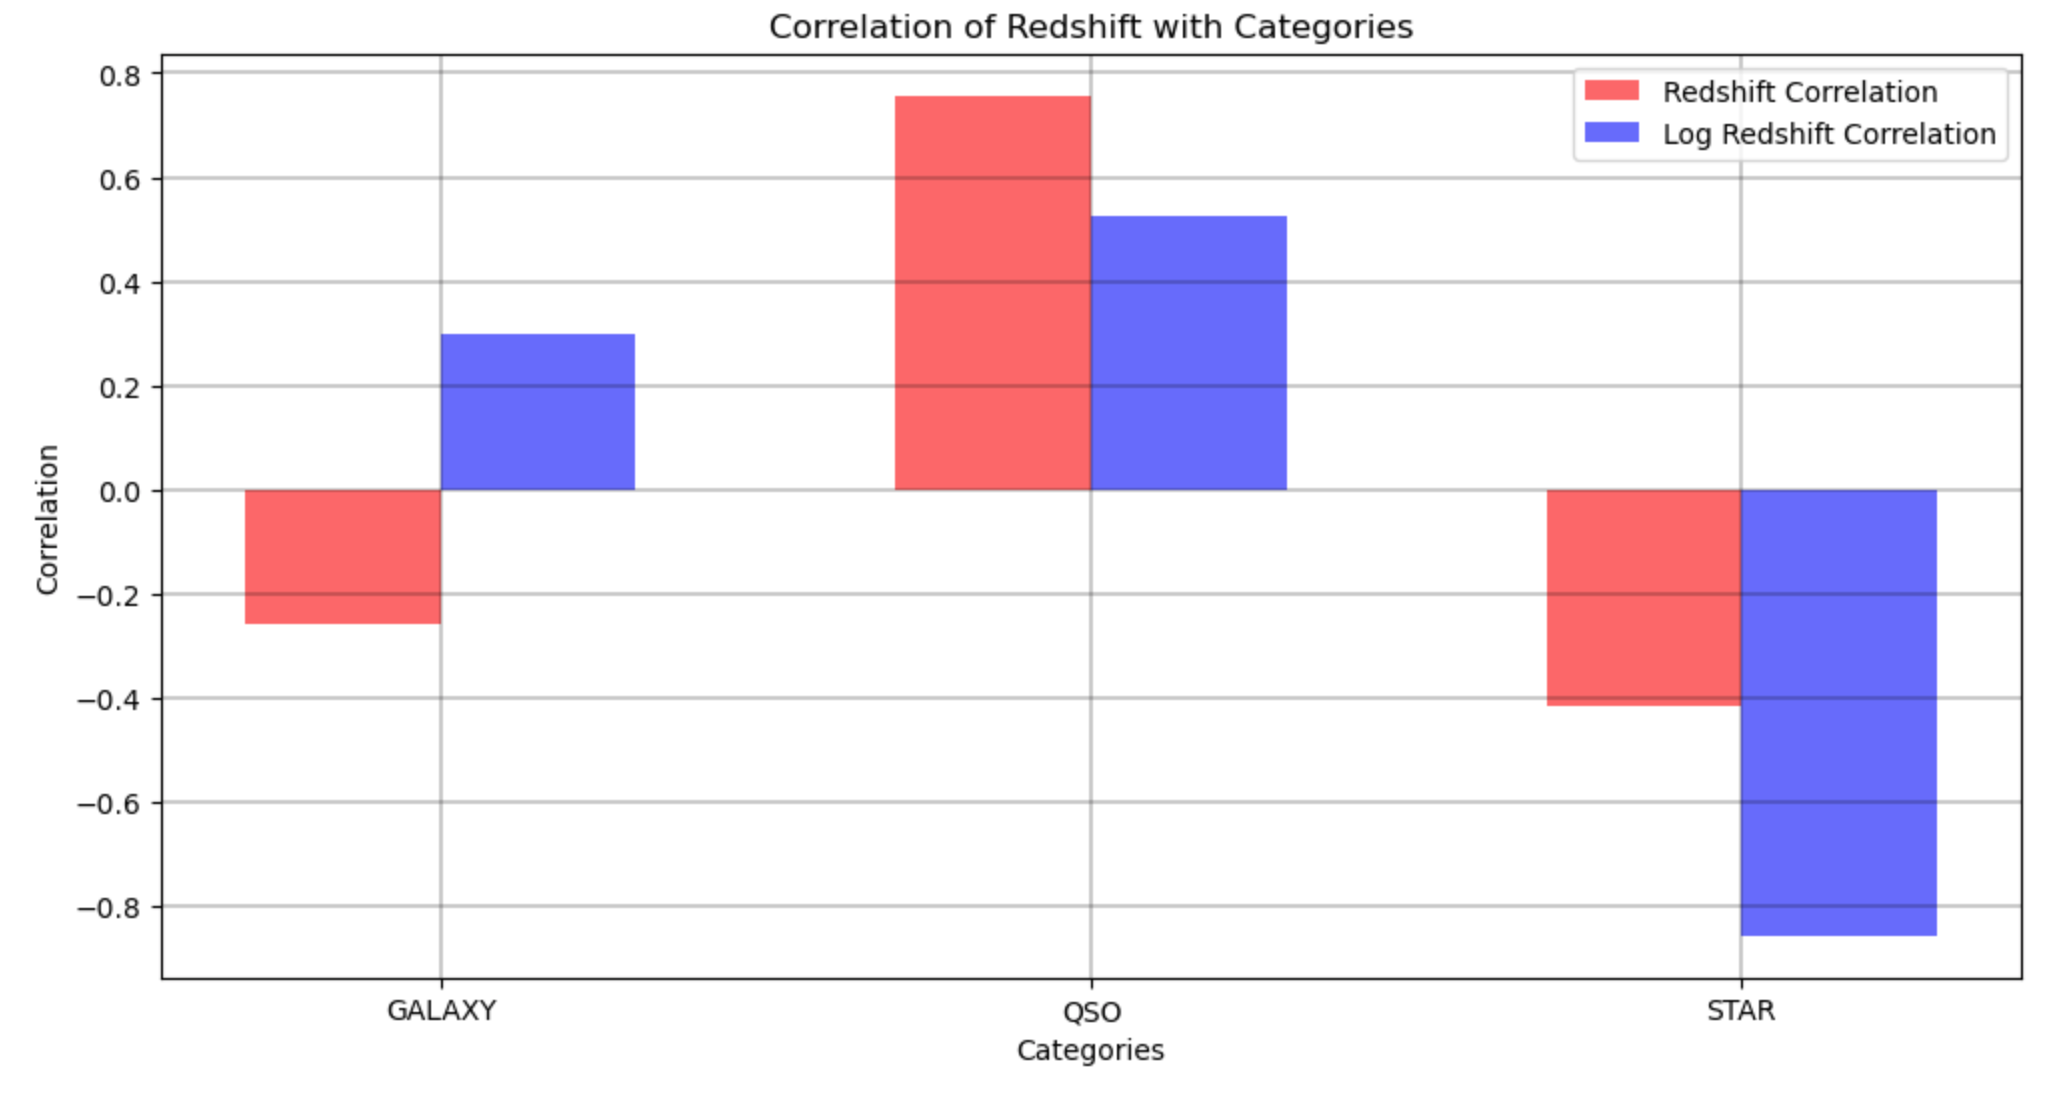 Correlation of Redshift with Categories
Redshift Correlation
Log Redshift Correlation
Correlation
0.8
0.6
0.4
0.2
0.0
−0.2
−0.4
−0.6
−0.8
GALAXY
QSO
STAR
Categories